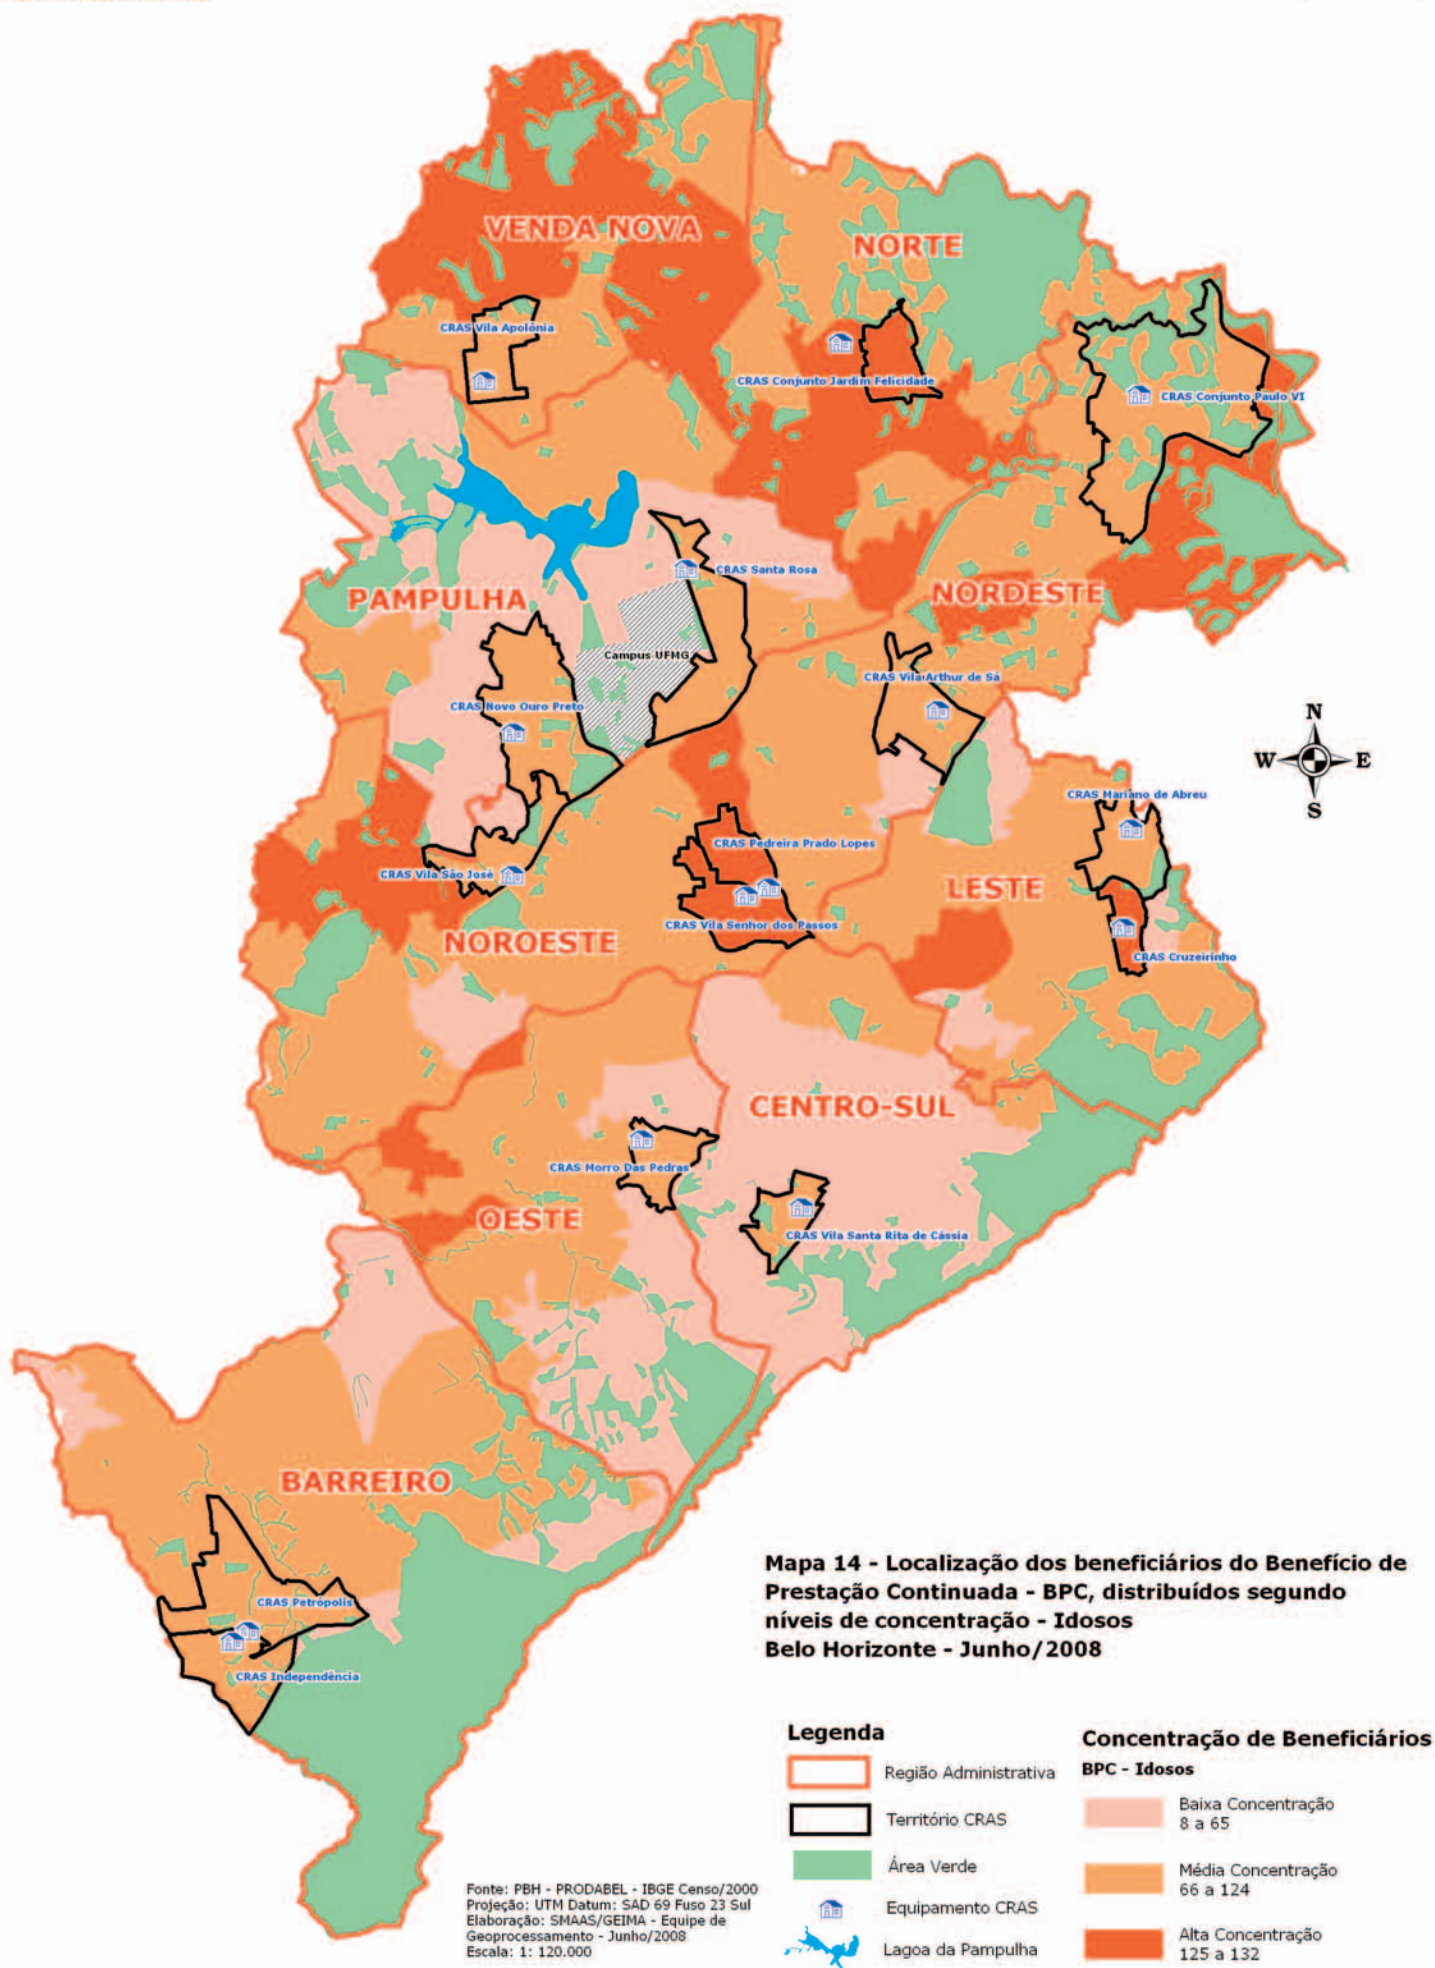 VENDA NOVA
NORTE
CRAS Vila Apolônia
CRAS Conjunto Jardim Felicidade
CRAS Conjunto Paulo VI
CRAS Santa Rosa
PAMPULHA
NORDESTE
Campus UFMG
CRAS Vila Arthur de Sá
CRAS Novo Ouro Preto
N
W
E
S
CRAS Mariano de Abreu
CRAS Pedreira Prado Lopes
CRAS Vila São José
LESTE
CRAS Vila Senhor dos Passos
NOROESTE
CRAS Cruzeirinho
CENTRO-SUL
CRAS Morro Das Pedras
OESTE
CRAS Vila Santa Rita de Cássia
BARREIRO
CRAS Petrópolis
CRAS Independência
Mapa 14 - Localização dos beneficiários do Benefício de
Prestação Continuada - BPC, distribuídos segundo
níveis de concentração - Idosos
Belo Horizonte - Junho/2008
Legenda
Região Administrativa
Território CRAS
Área Verde
Equipamento CRAS
Lagoa da Pampulha
Concentração de Beneficiários
BPC - Idosos
Baixa Concentração
8 a 65
Média Concentração
66 a 124
Alta Concentração
125 a 132
Fonte: PBH - PRODABEL - IBGE Censo/2000
Projeção: UTM Datum: SAD 69 Fuso 23 Sul
Elaboração: SMAAS/GEIMA - Equipe de
Geoprocessamento - Junho/2008
Escala: 1: 120.000